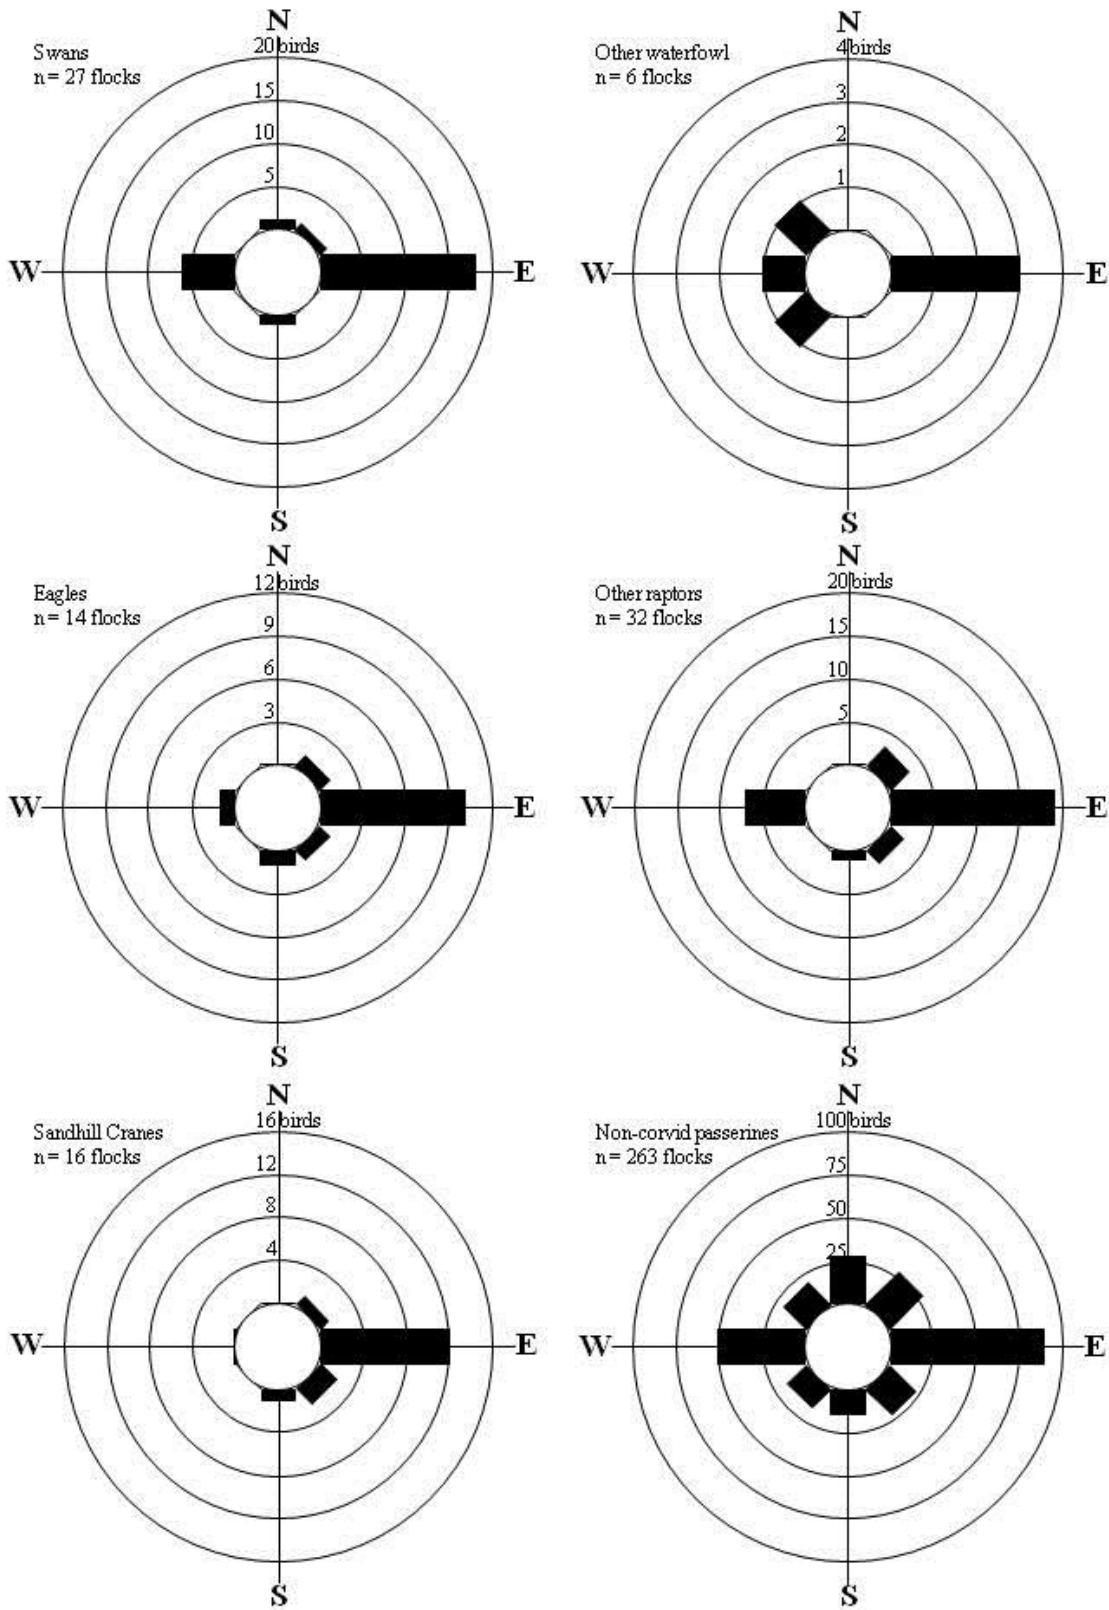 N
20 birds
Swans
n = 27 flocks
15
10
5
W
E
S
N
4 birds
Other waterfowl
n = 6 flocks
3
2
1
W
E
S
N
12 birds
Eagles
n = 14 flocks
9
6
3
W
E
S
N
20 birds
Other raptors
n = 32 flocks
15
10
5
W
E
S
N
16 birds
Sandhill Cranes
n = 16 flocks
12
8
4
W
E
S
N
100 birds
Non-corvid passerines
n = 263 flocks
75
50
25
W
E
S